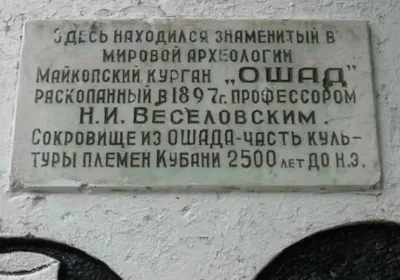 Здесь находился знаменитый в
мировой археологии
Майкопский курган „ОШАД"
раскопанный в 1897г. профессором
Н.И. Веселовским.
Сокровище из ОШАДА-часть куль-
туры племен Кубани 2500 лет до н.э.